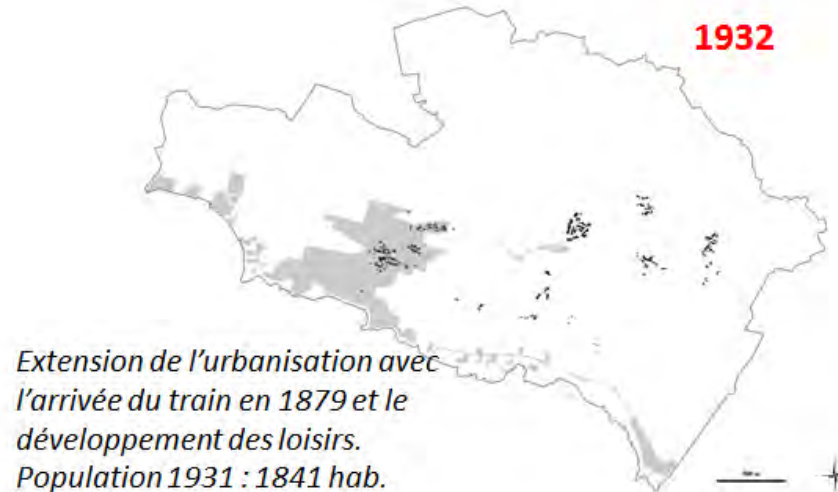 1932
Extension de l'urbanisation avec
l'arrivée du train en 1879 et le
développement des loisirs.
Population 1931 : 1841 hab.